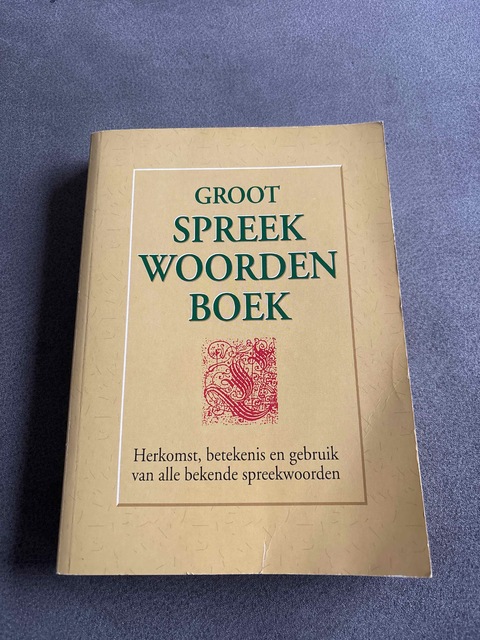 GROOT
SPREEK
WOORDEN
BOEK
Herkomst, betekenis en gebruik
van alle bekende spreekwoorden